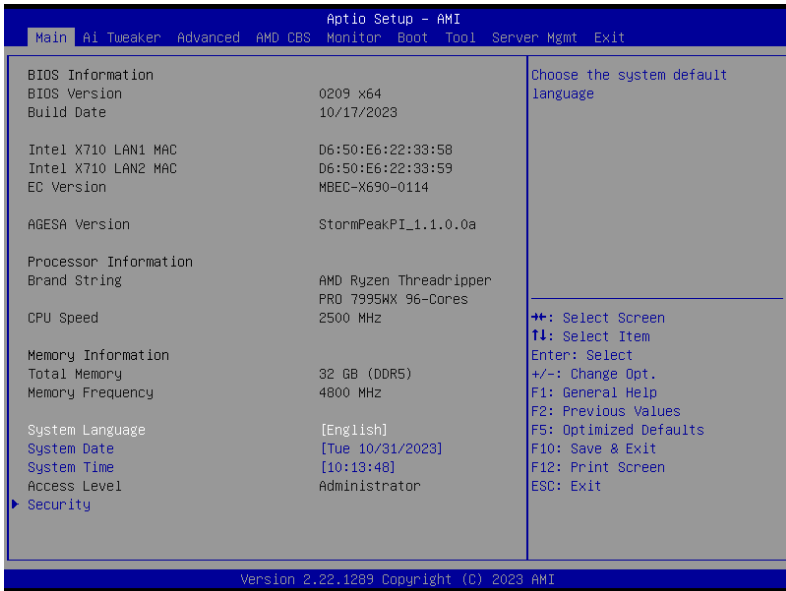 Aptio Setup – AMI
Main Ai Tweaker Advanced AMD CBS Monitor Boot Tool Server Mgmt Exit
BIOS Information
BIOS Version 0209 x64
Build Date 10/17/2023
Intel X710 LAN1 MAC D6:50:E6:22:33:58
Intel X710 LAN2 MAC D6:50:E6:22:33:59
EC Version MBEC-X690-0114
AGESA Version StormPeakPI_1.1.0.0a
Processor Information
Brand String AMD Ryzen Threadripper
PRO 7995WX 96-Cores
CPU Speed 2500 MHz
Memory Information
Total Memory 32 GB (DDR5)
Memory Frequency 4800 MHz
System Language [English]
System Date [Tue 10/31/2023]
System Time [10:13:48]
Access Level Administrator
Security
Choose the system default
language
→←: Select Screen
↑↓: Select Item
Enter: Select
+/-: Change Opt.
F1: General Help
F2: Previous Values
F5: Optimized Defaults
F10: Save & Exit
F12: Print Screen
ESC: Exit
Version 2.22.1289 Copyright (C) 2023 AMI